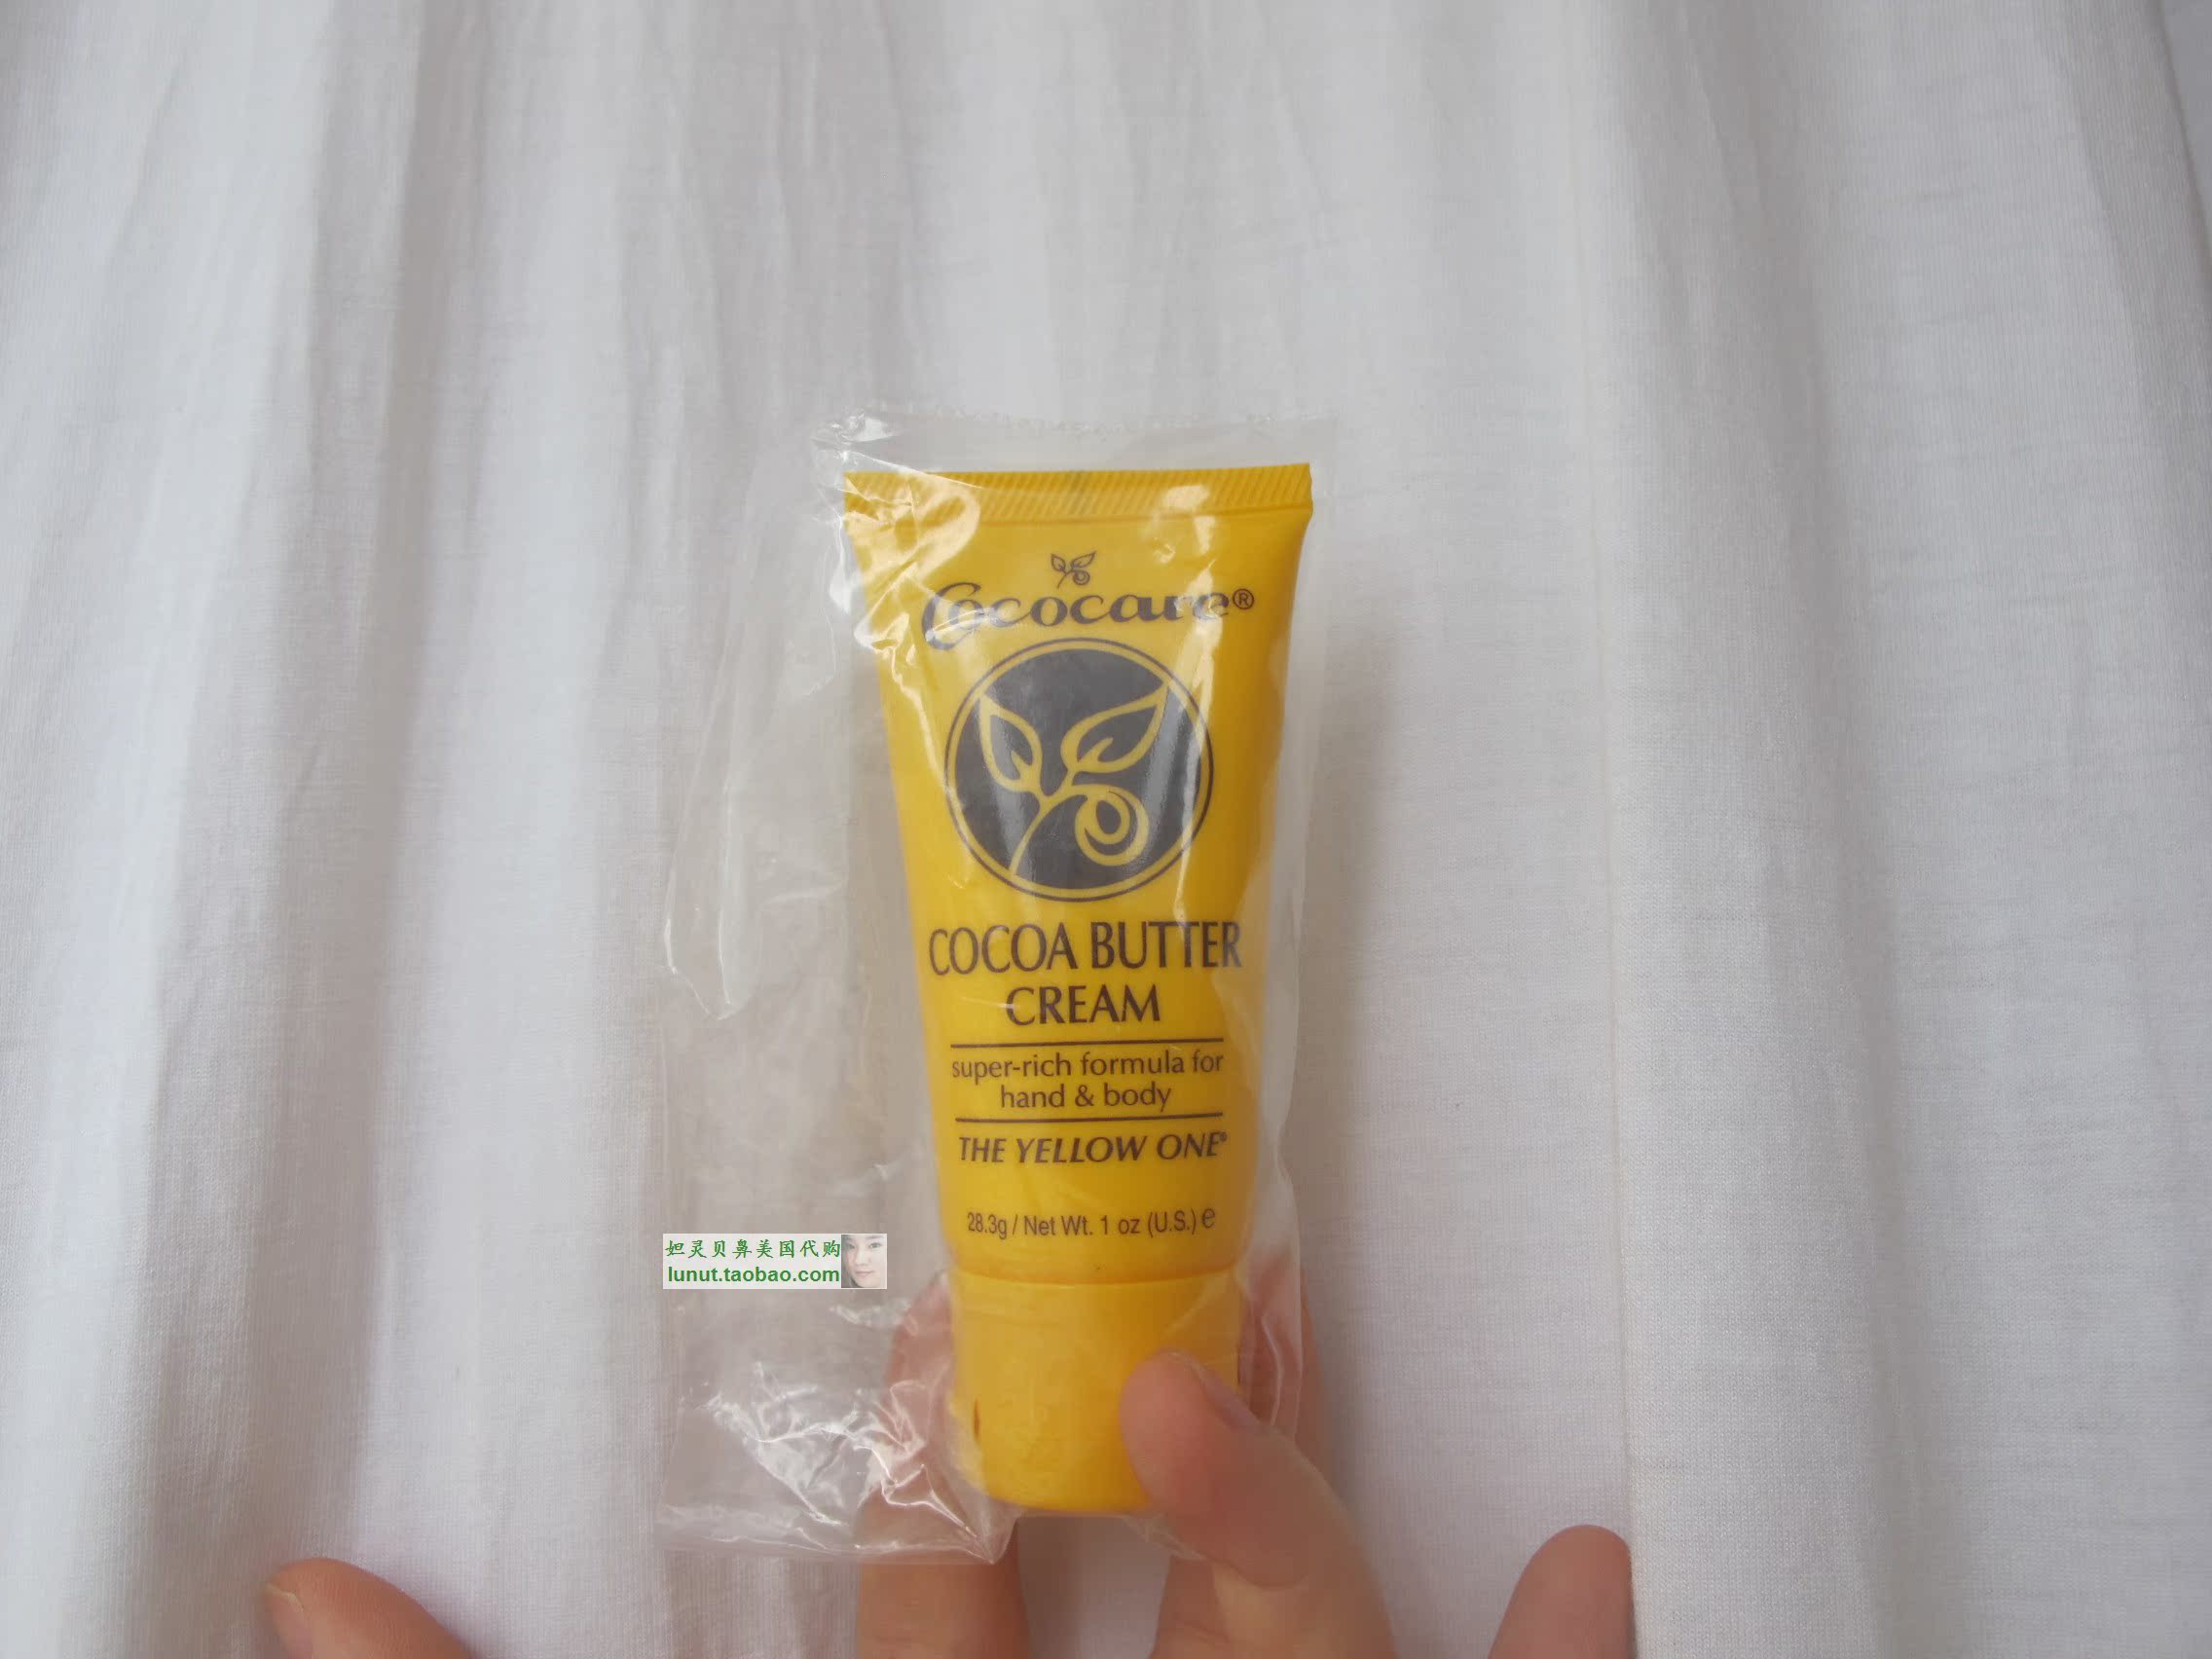 Cococare®
COCOA BUTTER
CREAM
super-rich formula for
hand & body
THE YELLOW ONE®
28.3g / Net Wt. 1 oz (U.S.) e
妲灵贝鼻美国代购
lunut.taobao.com